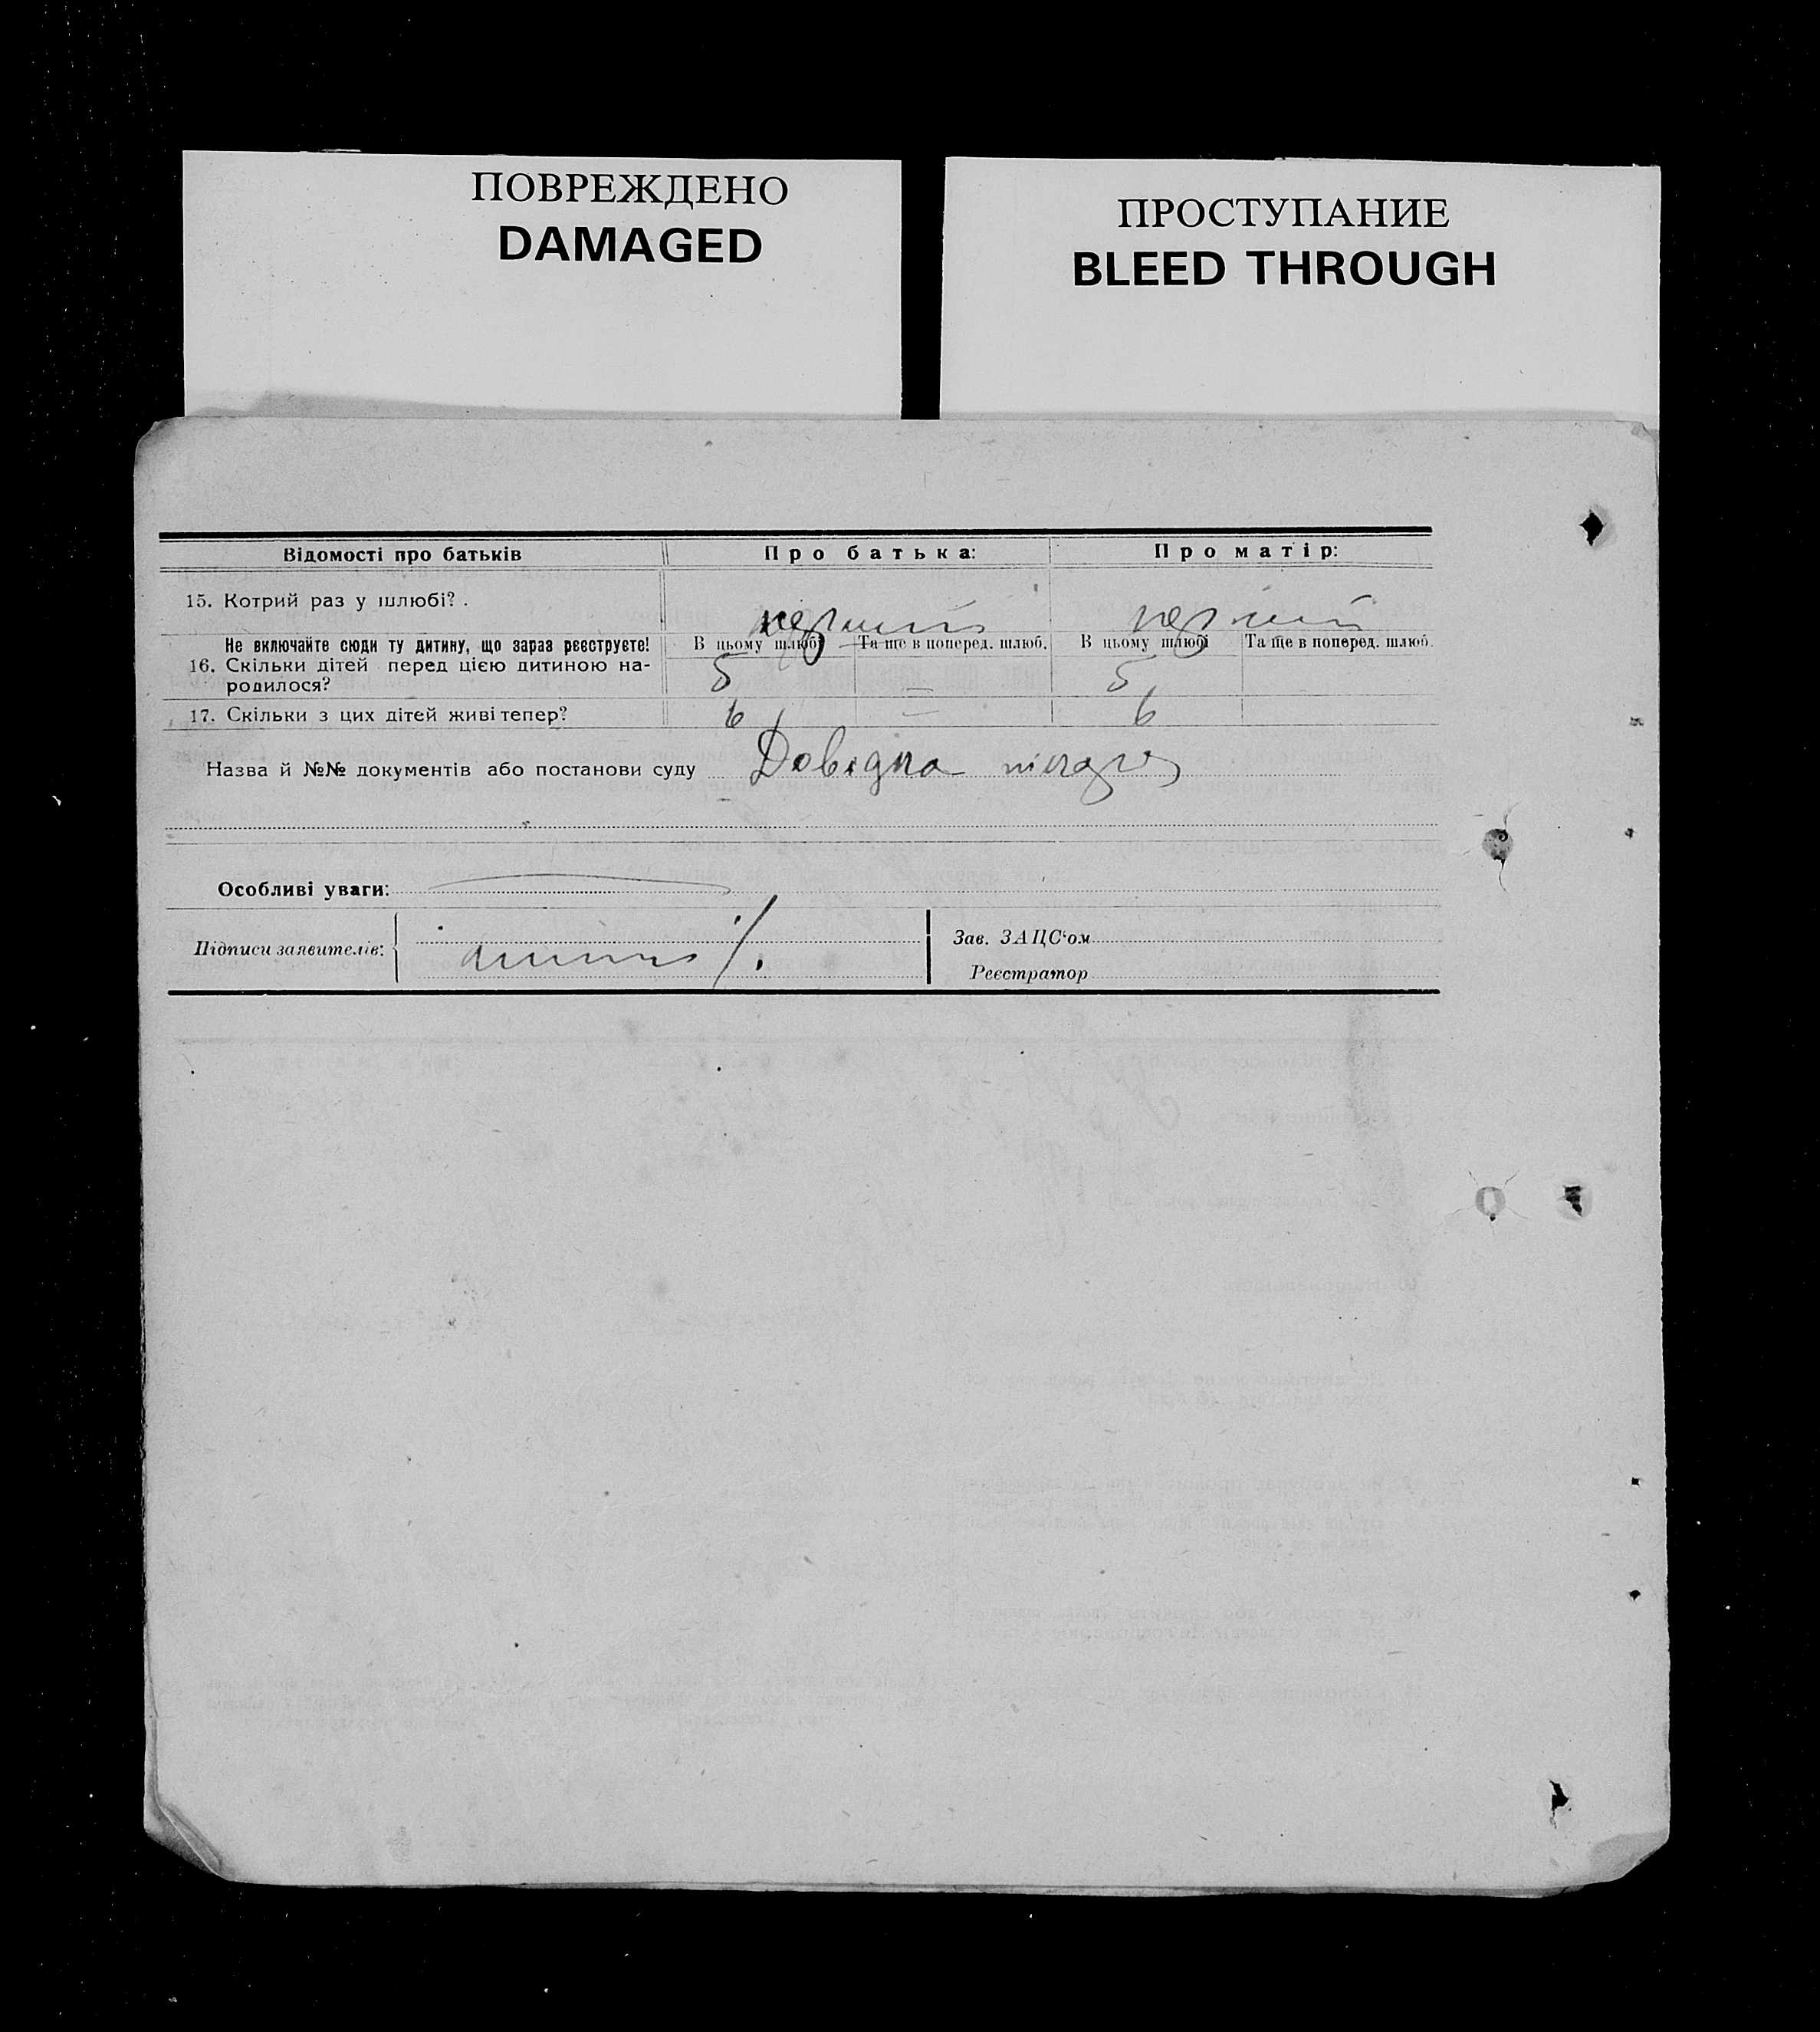 ПОВРЕЖДЕНО
DAMAGED
ПРОСТУПАНИЕ
BLEED THROUGH
Відомості про батьків Про батька: Про матір:
15. Котрий раз у шлюбі? . перший перший
Не включайте сюди ту дитину, що зараз реєструєте! В цьому шлюбі Та ще в поперед. шлюб. В цьому шлюбі Та ще в поперед. шлюб.
16. Скільки дітей перед цією дитиною на-
родилося? 5 — 5
17. Скільки з цих дітей живі тепер? 6 — 6
Назва й №№ документів або постанови суду Довидка
Особливі уваги:
Підписи заявителів:
Зав. ЗАЦС‘ом
Реєстратор